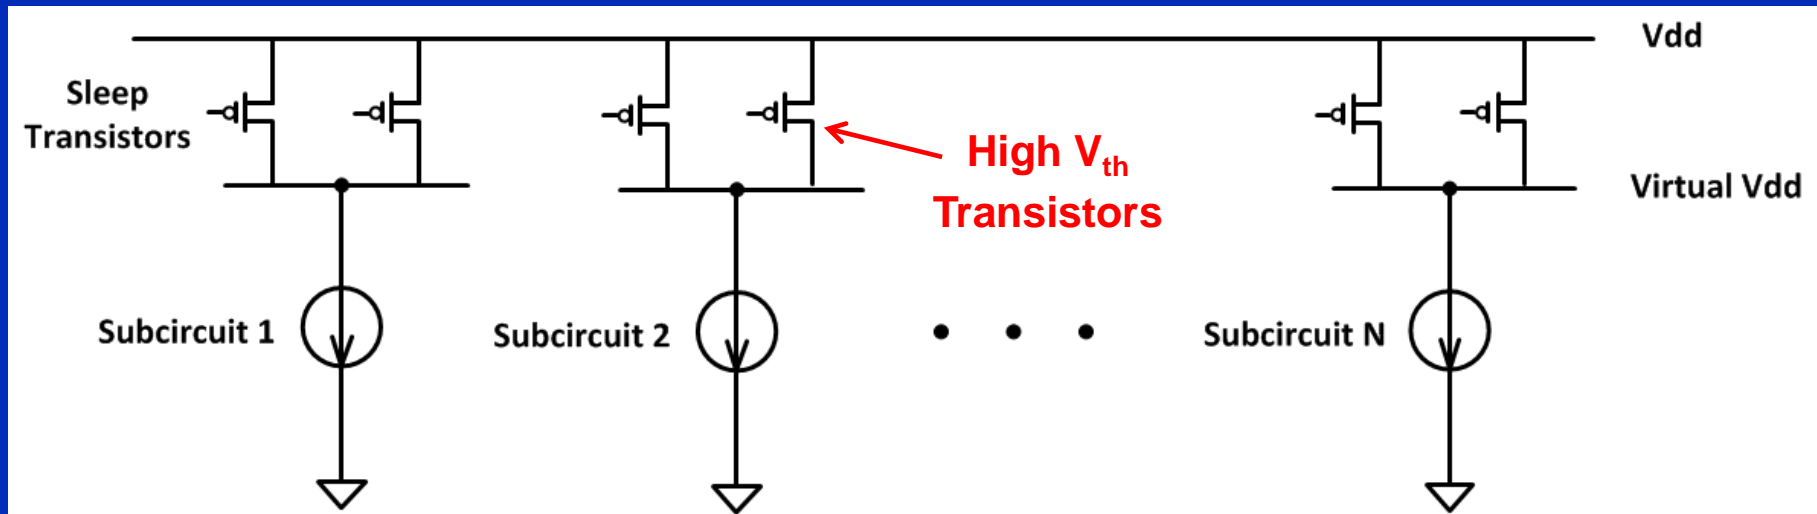 Vdd
Sleep
Transistors
High Vth
Transistors
Virtual Vdd
Subcircuit 1
Subcircuit 2
Subcircuit N